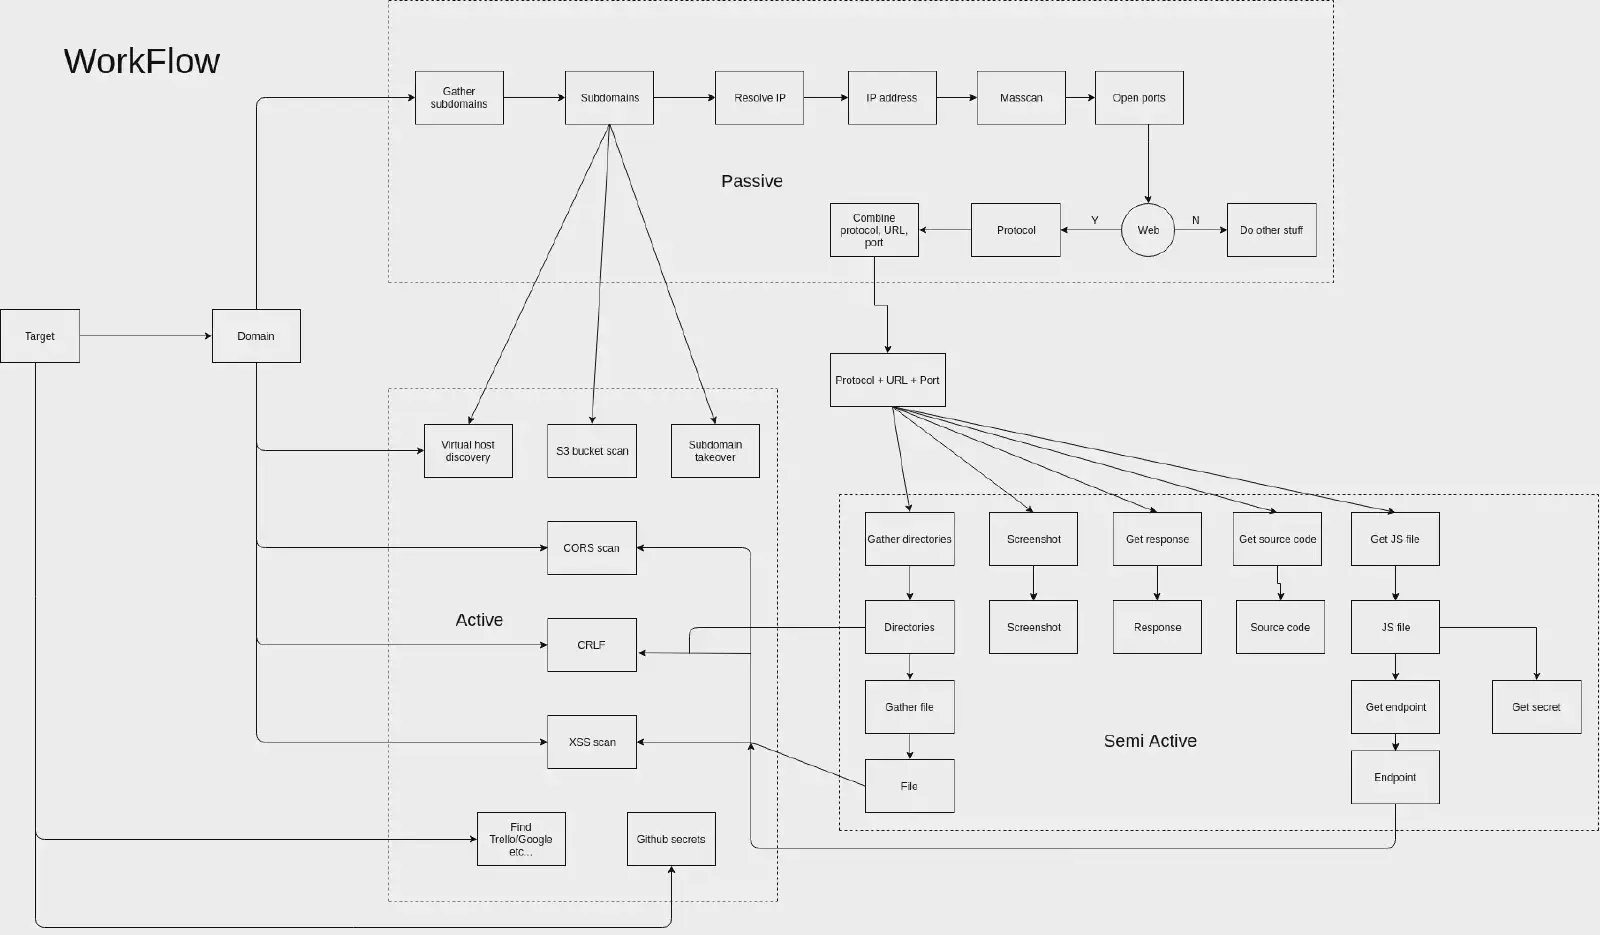 WorkFlow
Gather
subdomains
Subdomains
Resolve IP
IP address
Masscan
Open ports
Passive
Combine
protocol, URL,
port
Protocol
Y
Web
N
Do other stuff
Target
Domain
Protocol + URL + Port
Virtual host
discovery
S3 bucket scan
Subdomain
takeover
CORS scan
Active
CRLF
XSS scan
Find
Trello/Google
etc...
Github secrets
Gather directories
Screenshot
Get response
Get source code
Get JS file
Directories
Screenshot
Response
Source code
JS file
Gather file
Get endpoint
Get secret
Semi Active
File
Endpoint